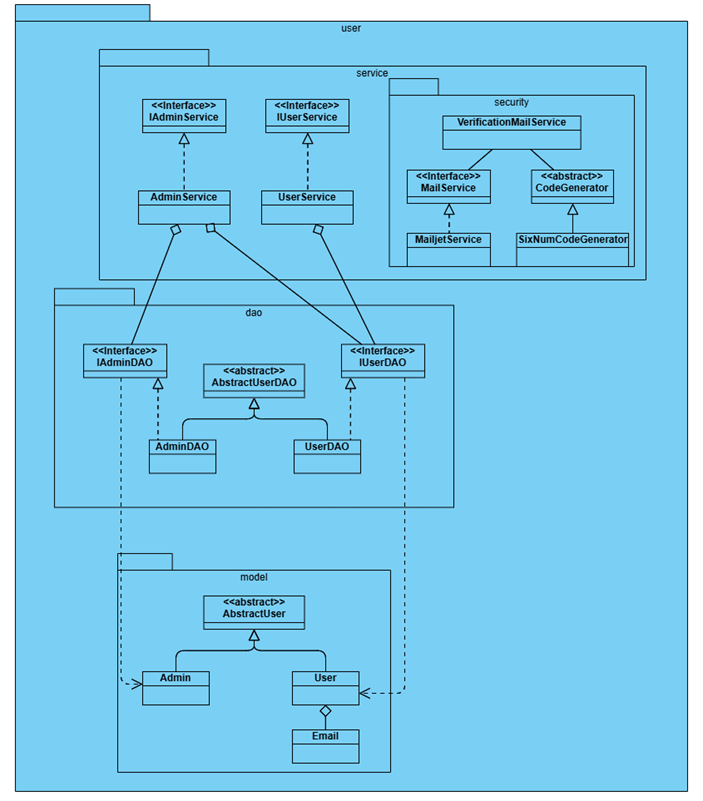 user
service
security
<<Interface>>
IAdminService
<<Interface>>
IUserService
VerificationMailService
<<Interface>>
MailService
<<abstract>>
CodeGenerator
AdminService
UserService
MailjetService
SixNumCodeGenerator
dao
<<Interface>>
IAdminDAO
<<abstract>>
AbstractUserDAO
<<Interface>>
IUserDAO
AdminDAO
UserDAO
model
<<abstract>>
AbstractUser
Admin
User
Email